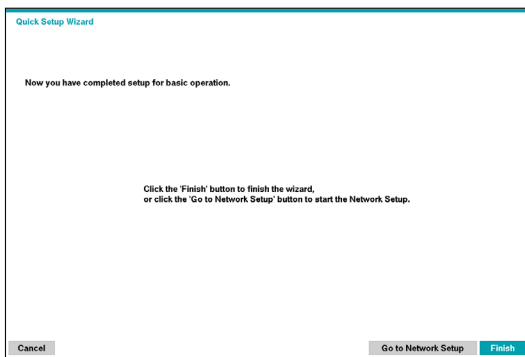 Quick Setup Wizard
Now you have completed setup for basic operation.
Click the 'Finish' button to finish the wizard,
or click the 'Go to Network Setup' button to start the Network Setup.
Cancel
Go to Network Setup
Finish